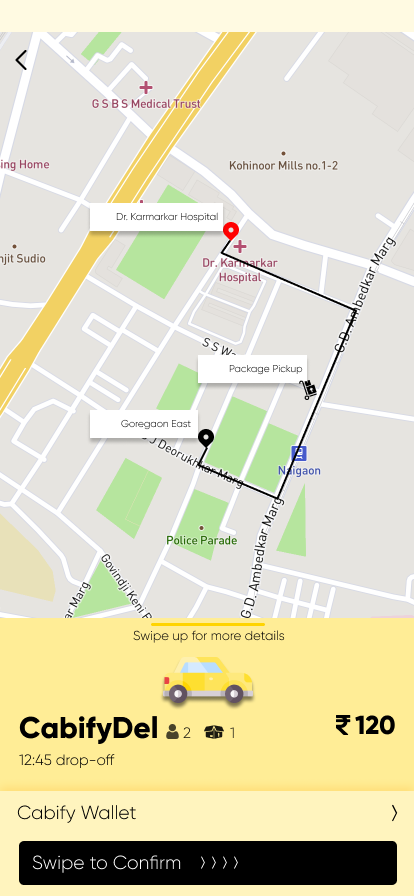 G S B S Medical Trust
ing Home
Kohinoor Mills no.1-2
Dr. Karmarkar Hospital
njit Sudio
Dr. Karmarkar
Hospital
G.D. Ambedkar Marg
S S W
Package Pickup
Goregaon East
J Deorukhkar Marg
Naigaon
Police Parade
G.D. Ambedkar Marg
Govindji Keni R
ar Marg
Swipe up for more details
CabifyDel 2 1 ₹ 120
12:45 drop-off
Cabify Wallet 〉
Swipe to Confirm 〉〉〉〉